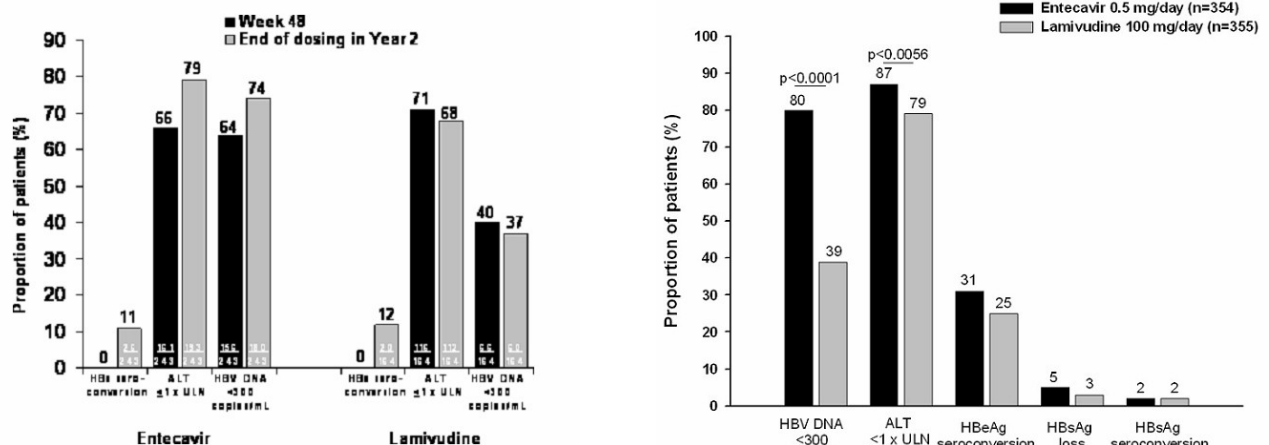 Week 48
End of dosing in Year 2
Proportion of patients (%)
90
80
70
60
50
40
30
20
10
0
0
11
66
79
64
74
0
12
71
68
40
37
243
243
243
164
164
HBe sero-
conversion
ALT
≤1 x ULN
HBV DNA
<300
copies/mL
HBe sero-
conversion
ALT
≤1 x ULN
HBV DNA
<300
copies/mL
Entecavir
Lamivudine
Entecavir 0.5 mg/day (n=354)
Lamivudine 100 mg/day (n=355)
Proportion of patients (%)
100
90
80
70
60
50
40
30
20
10
0
p<0.0001
80
39
p<0.0056
87
79
31
25
5
3
2
2
HBV DNA
<300
ALT
<1 x ULN
HBeAg
seroconversion
HBsAg
loss
HBsAg
seroconversion